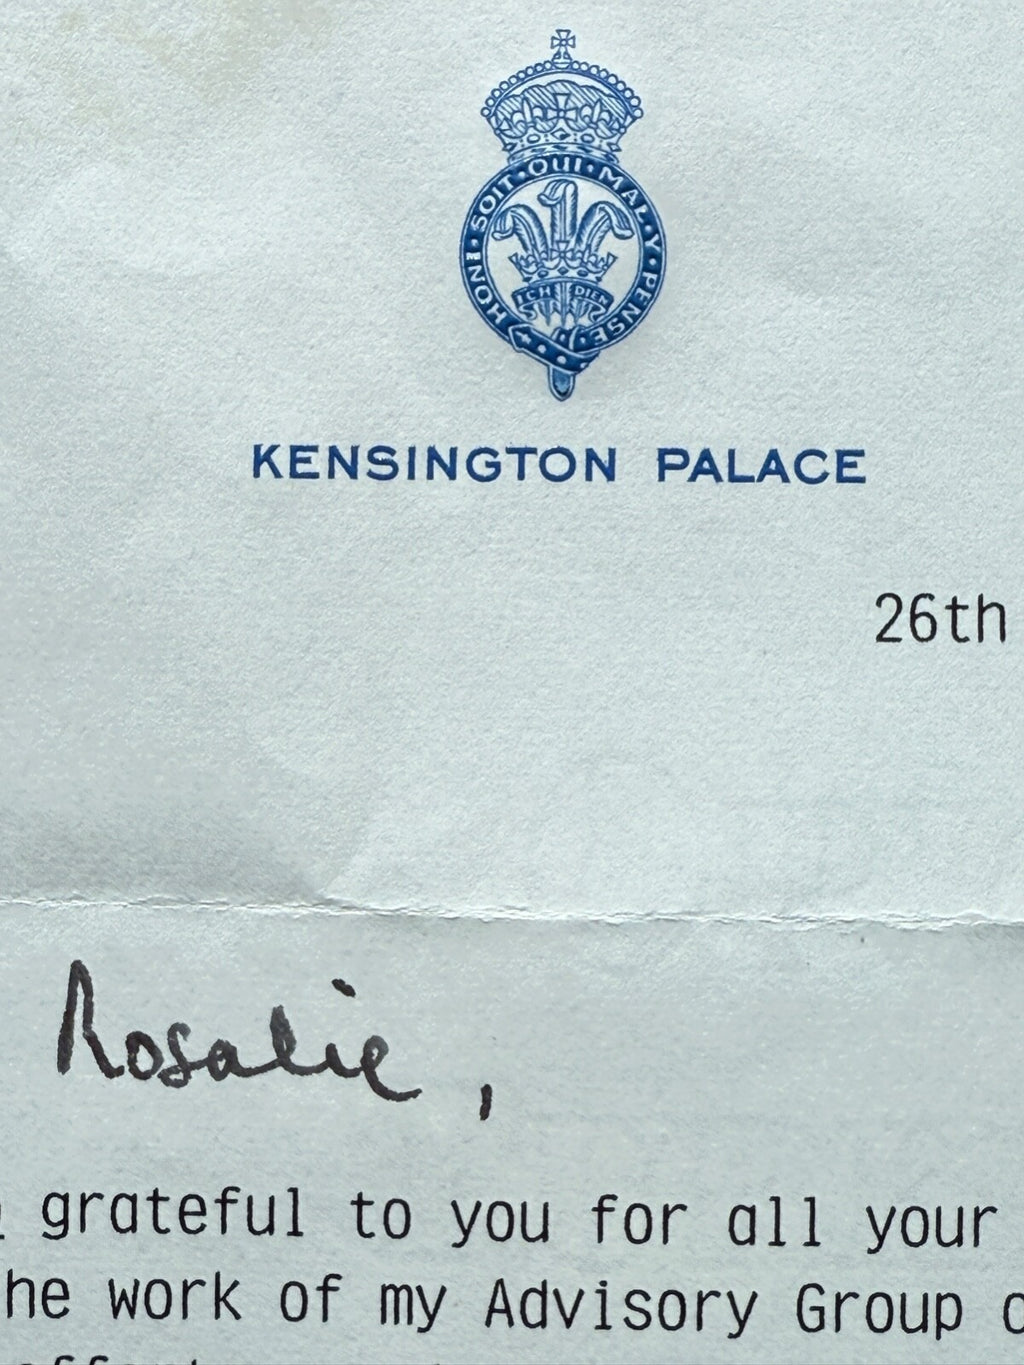 HONI·SOIT·QUI·MAL·Y·PENSE
ICH DIEN
KENSINGTON PALACE
26th
Rosalie,
grateful to you for all your
he work of my Advisory Group